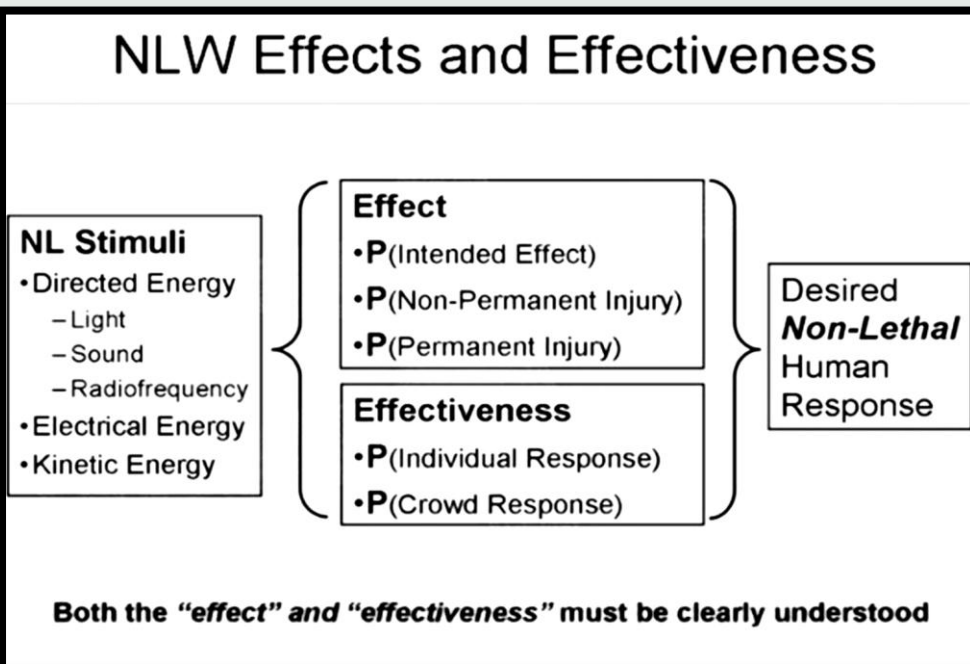 NLW Effects and Effectiveness
NL Stimuli
•Directed Energy
–Light
–Sound
–Radiofrequency
•Electrical Energy
•Kinetic Energy
Effect
•P(Intended Effect)
•P(Non-Permanent Injury)
•P(Permanent Injury)
Effectiveness
•P(Individual Response)
•P(Crowd Response)
Desired
Non-Lethal
Human
Response
Both the "effect" and "effectiveness" must be clearly understood